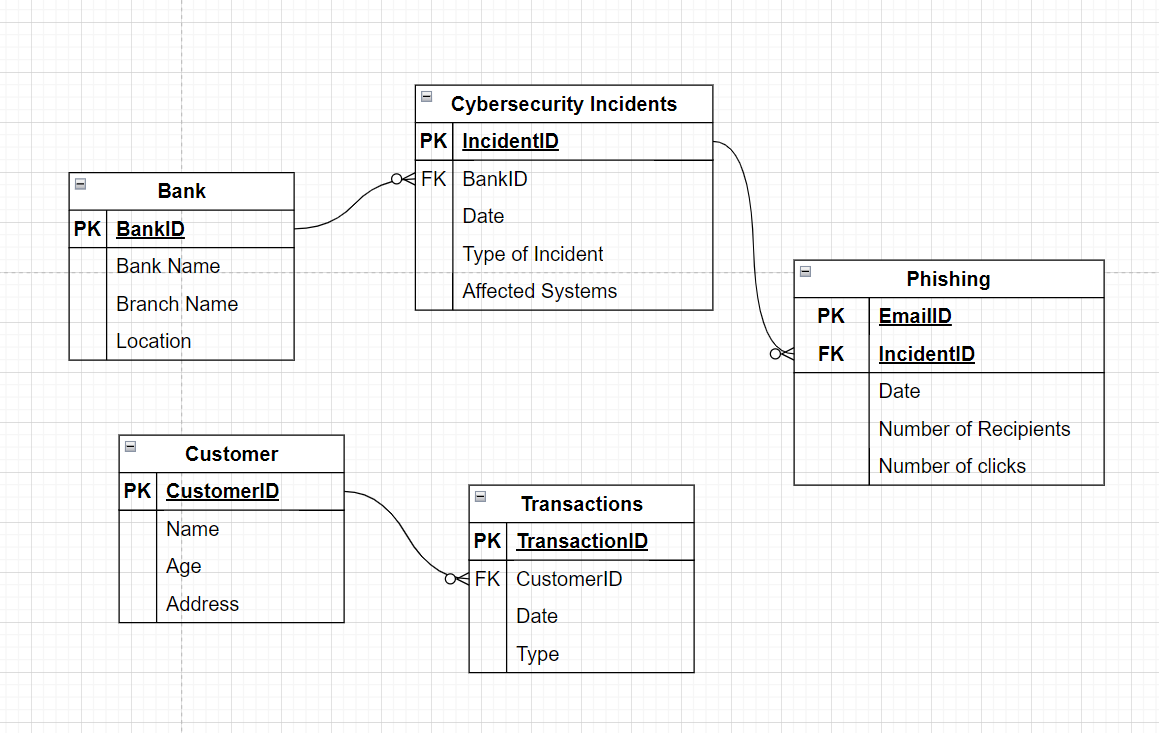 Cybersecurity Incidents
PK IncidentID
FK BankID
Date
Type of Incident
Affected Systems
Bank
PK BankID
Bank Name
Branch Name
Location
Phishing
PK EmailID
FK IncidentID
Date
Number of Recipients
Number of clicks
Customer
PK CustomerID
Name
Age
Address
Transactions
PK TransactionID
FK CustomerID
Date
Type